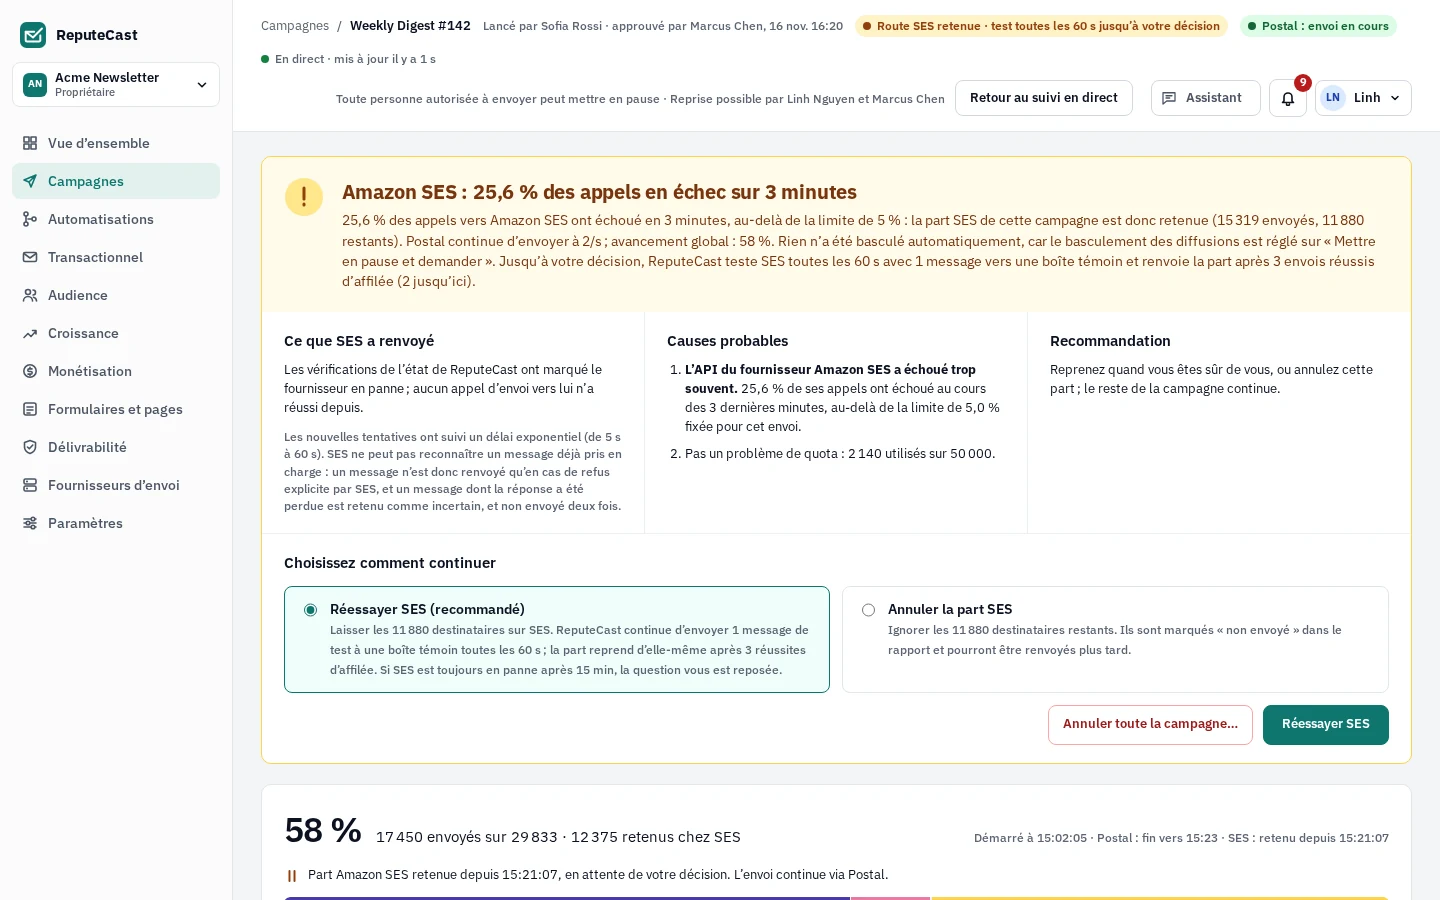 ReputeCast
AN
Acme Newsletter
Propriétaire
Vue d’ensemble
Campagnes
Automatisations
Transactionnel
Audience
Croissance
Monétisation
Formulaires et pages
Délivrabilité
Fournisseurs d’envoi
Paramètres
Campagnes / Weekly Digest #142 Lancé par Sofia Rossi · approuvé par Marcus Chen, 16 nov. 16:20 Route SES retenue · test toutes les 60 s jusqu’à votre décision Postal : envoi en cours
En direct · mis à jour il y a 1 s
Toute personne autorisée à envoyer peut mettre en pause · Reprise possible par Linh Nguyen et Marcus Chen Retour au suivi en direct Assistant 9 LN Linh
Amazon SES : 25,6 % des appels en échec sur 3 minutes
25,6 % des appels vers Amazon SES ont échoué en 3 minutes, au-delà de la limite de 5 % : la part SES de cette campagne est donc retenue (15 319 envoyés, 11 880
restants). Postal continue d’envoyer à 2/s ; avancement global : 58 %. Rien n’a été basculé automatiquement, car le basculement des diffusions est réglé sur « Mettre
en pause et demander ». Jusqu’à votre décision, ReputeCast teste SES toutes les 60 s avec 1 message vers une boîte témoin et renvoie la part après 3 envois réussis
d’affilée (2 jusqu’ici).
Ce que SES a renvoyé
Les vérifications de l’état de ReputeCast ont marqué le
fournisseur en panne ; aucun appel d’envoi vers lui n’a
réussi depuis.
Les nouvelles tentatives ont suivi un délai exponentiel (de 5 s
à 60 s). SES ne peut pas reconnaître un message déjà pris en
charge : un message n’est donc renvoyé qu’en cas de refus
explicite par SES, et un message dont la réponse a été
perdue est retenu comme incertain, et non envoyé deux fois.
Causes probables
1. L’API du fournisseur Amazon SES a échoué trop
souvent. 25,6 % de ses appels ont échoué au cours
des 3 dernières minutes, au-delà de la limite de 5,0 %
fixée pour cet envoi.
2. Pas un problème de quota : 2 140 utilisés sur 50 000.
Recommandation
Reprenez quand vous êtes sûr de vous, ou annulez cette
part ; le reste de la campagne continue.
Choisissez comment continuer
Réessayer SES (recommandé)
Laisser les 11 880 destinataires sur SES. ReputeCast continue d’envoyer 1 message de
test à une boîte témoin toutes les 60 s ; la part reprend d’elle-même après 3 réussites
d’affilée. Si SES est toujours en panne après 15 min, la question vous est reposée.
Annuler la part SES
Ignorer les 11 880 destinataires restants. Ils sont marqués « non envoyé » dans le
rapport et pourront être renvoyés plus tard.
Annuler toute la campagne… Réessayer SES
58 % 17 450 envoyés sur 29 833 · 12 375 retenus chez SES Démarré à 15:02:05 · Postal : fin vers 15:23 · SES : retenu depuis 15:21:07
Part Amazon SES retenue depuis 15:21:07, en attente de votre décision. L’envoi continue via Postal.